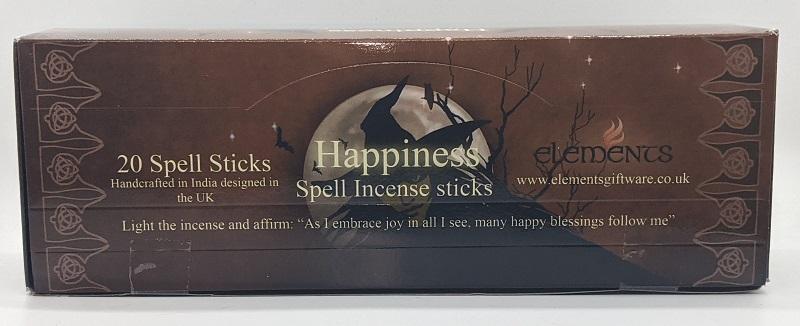 20 Spell Sticks
Handcrafted in India designed in
the UK
Happiness
Spell Incense sticks
elements
www.elementsgiftware.co.uk
Light the incense and affirm: “As I embrace joy in all I see, many happy blessings follow me”